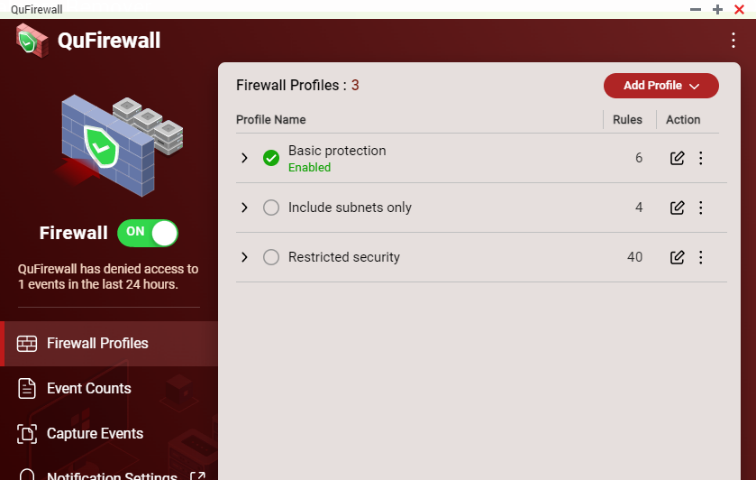 QuFirewall
QuFirewall
Firewall Profiles : 3
Add Profile
Profile Name
Rules
Action
Basic protection
Enabled
6
Include subnets only
4
Restricted security
40
Firewall
ON
QuFirewall has denied access to
1 events in the last 24 hours.
Firewall Profiles
Event Counts
Capture Events
Notification Settings